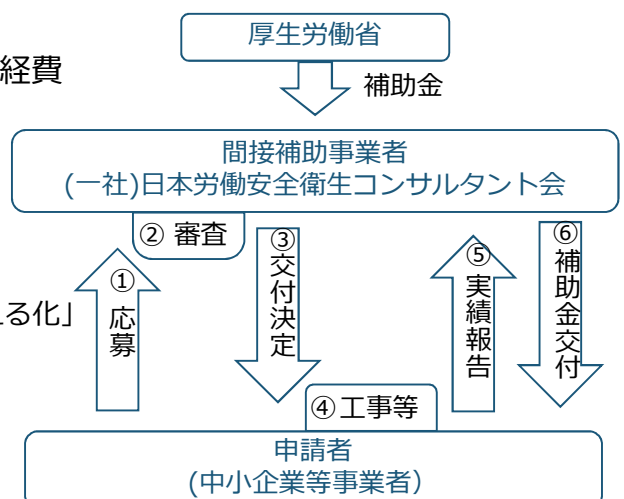 厚生労働省
経費
補助金
間接補助事業者
(一社)日本労働安全衛生コンサルタント会
② 審査
①応募
③交付決定
⑤実績報告
⑥補助金交付
える化」
④工事等
申請者
(中小企業等事業者）